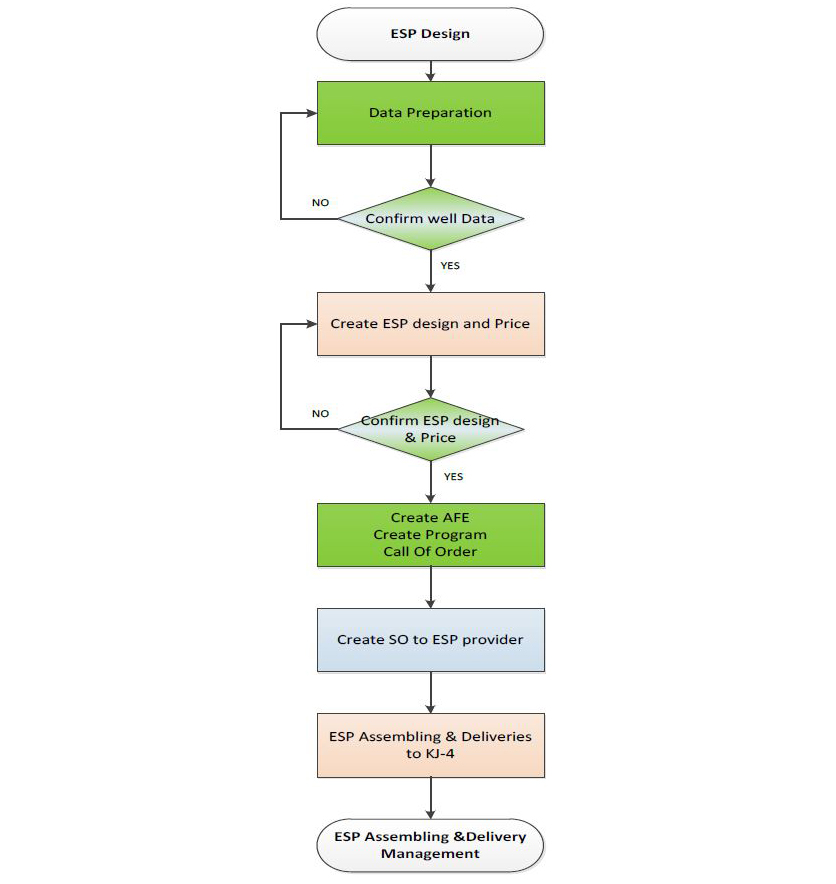 ESP Design
Data Preparation
NO
Confirm well Data
YES
Create ESP design and Price
NO
Confirm ESP design
& Price
YES
Create AFE
Create Program
Call Of Order
Create SO to ESP provider
ESP Assembling & Deliveries
to KJ-4
ESP Assembling &Delivery
Management